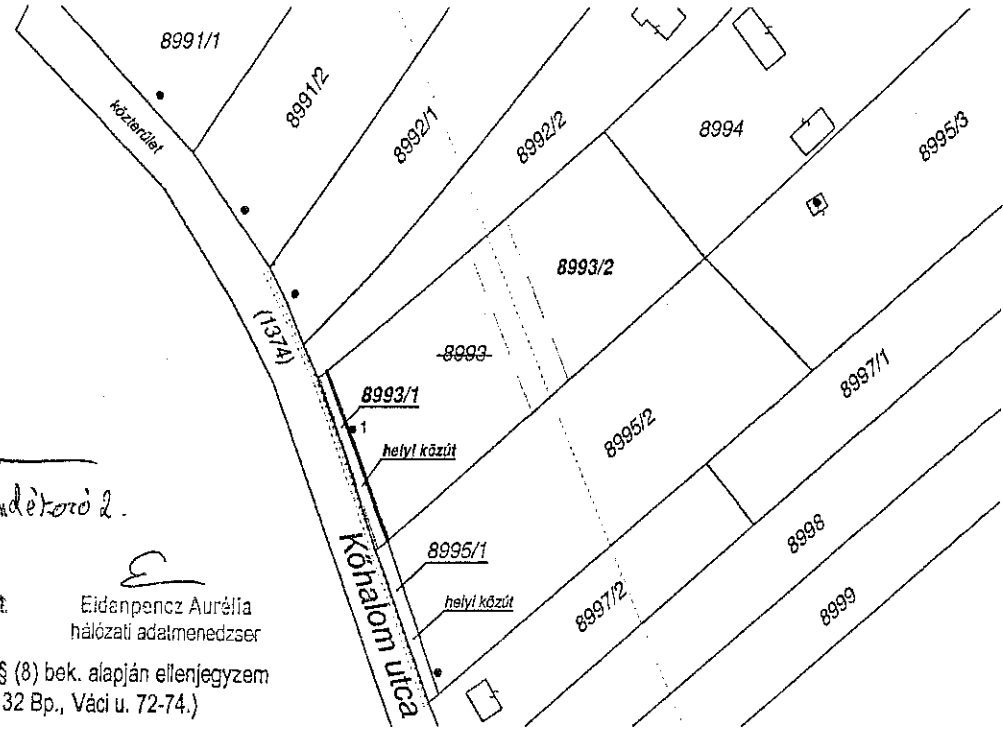 8991/1
8991/2
közterület
8992/1
8992/2
8994
8995/3
8993/2
(1374)
8993
8993/1
1
helyi közút
8995/2
8997/1
Kőhalom utca
8995/1
helyi közút
8997/2
8998
8999
2.
Eidenpencz Aurélia
hálózati adatmenedzser
§ (8) bek. alapján ellenjegyzem
32 Bp., Váci u. 72-74.)